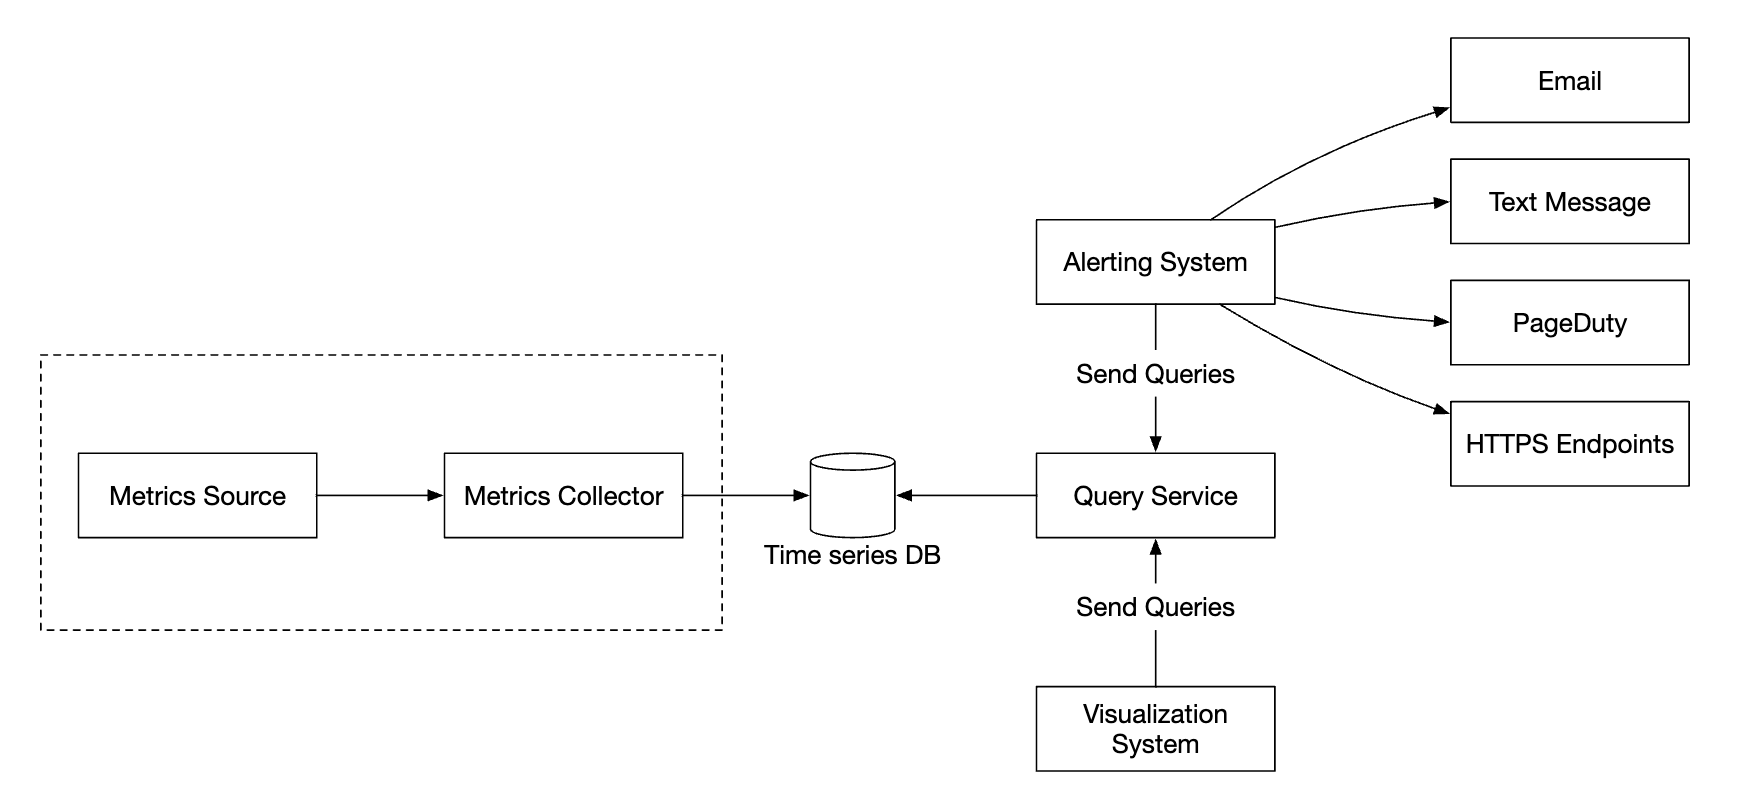 Email
Text Message
Alerting System
PageDuty
Send Queries
HTTPS Endpoints
Metrics Source
Metrics Collector
Query Service
Time series DB
Send Queries
Visualization
System